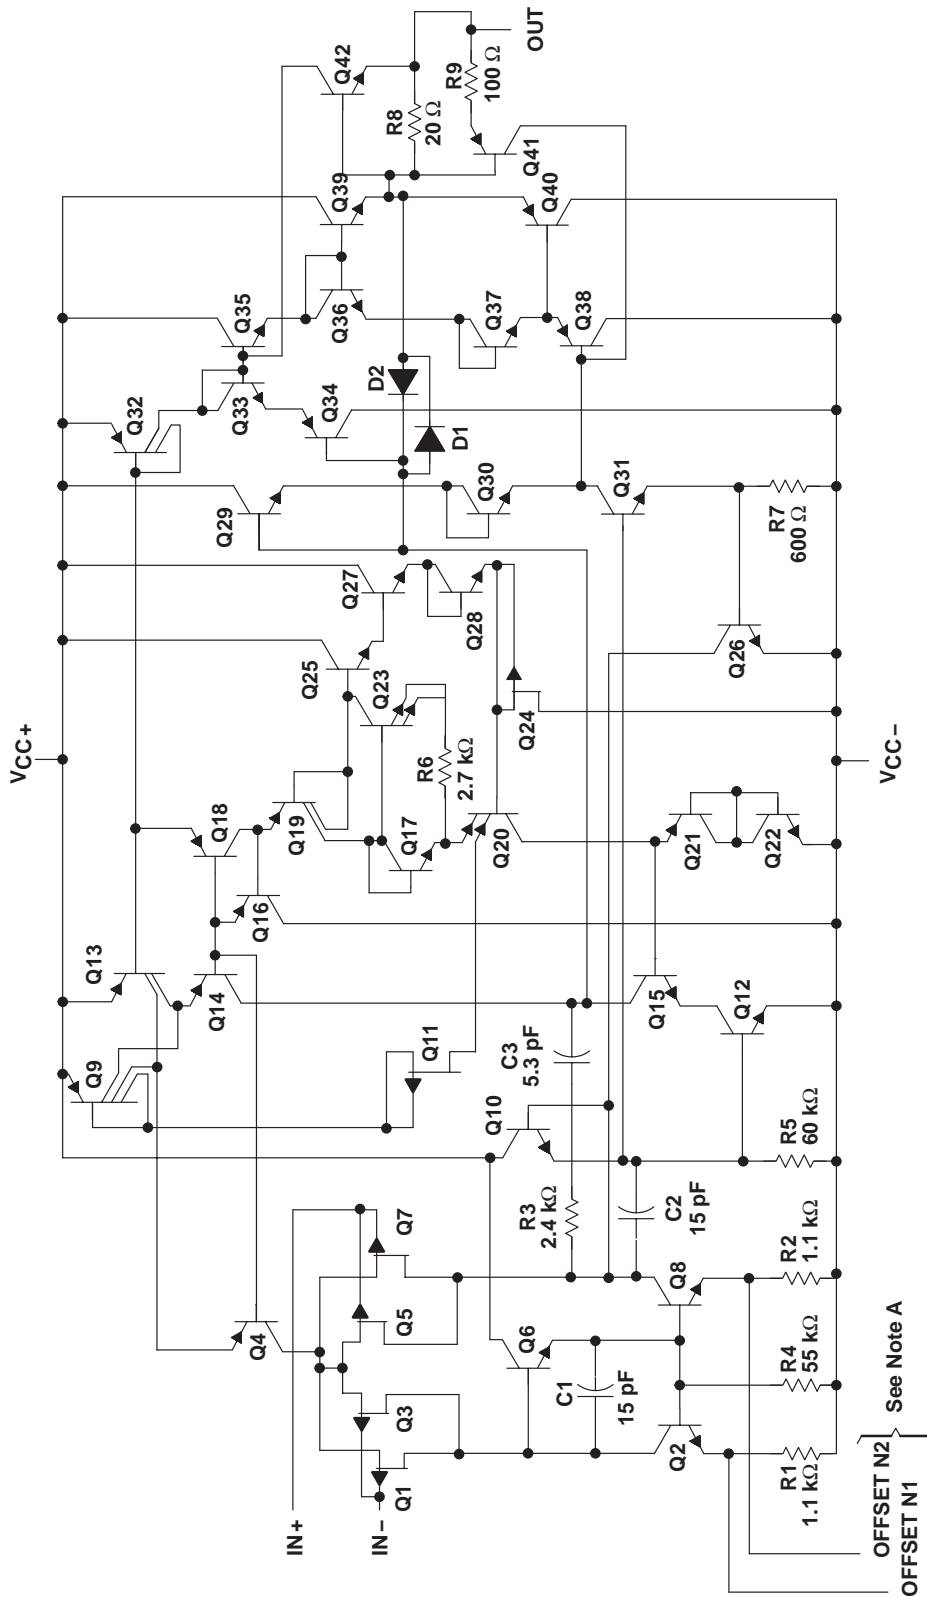 VCC+
Q9
Q13
Q32
Q4
Q14
Q18
Q16
Q19
Q25
Q29
Q33
Q35
Q34
Q42
Q11
Q17
Q23
R6
2.7 kΩ
Q27
Q28
Q30
D2
D1
Q36
Q39
R8
20 Ω
R9
100 Ω
OUT
IN+
IN−
Q1
Q3
Q5
Q7
Q10
C3
5.3 pF
R3
2.4 kΩ
Q20
Q24
Q37
Q38
Q41
Q40
Q6
C1
15 pF
C2
15 pF
Q2
Q8
Q15
Q12
Q21
Q22
Q26
Q31
R1
1.1 kΩ
R4
55 kΩ
R2
1.1 kΩ
R5
60 kΩ
R7
600 Ω
VCC−
OFFSET N2
OFFSET N1
See Note A